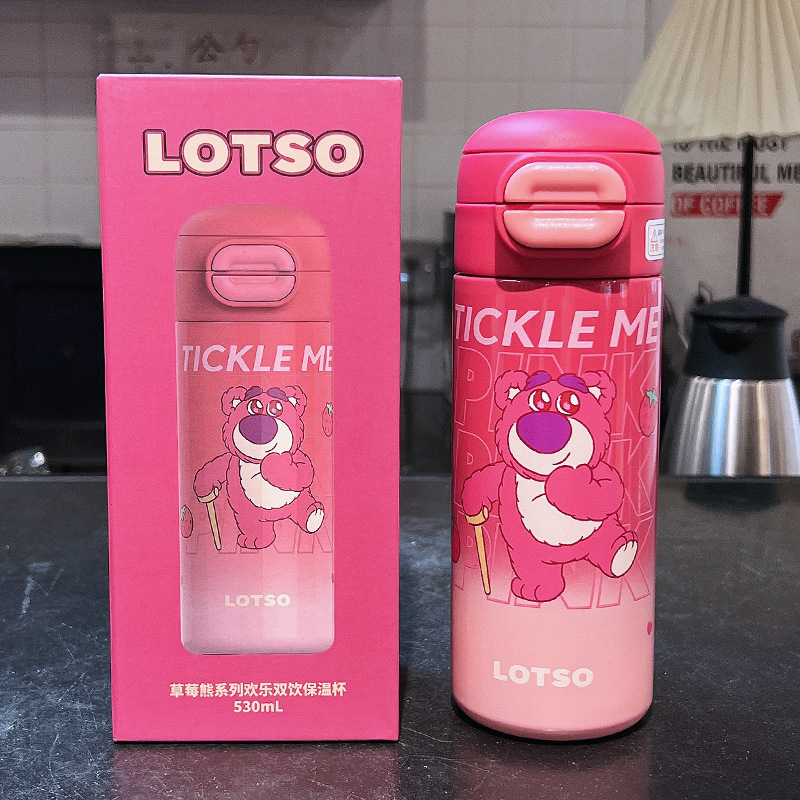 LOTSO
TICKLE ME
PINK
LOTSO
草莓熊系列欢乐双饮保温杯
530mL
TICKLE ME
PINK
PINK
PINK
LOTSO
BEAUTIFUL ME
OF COFFEE